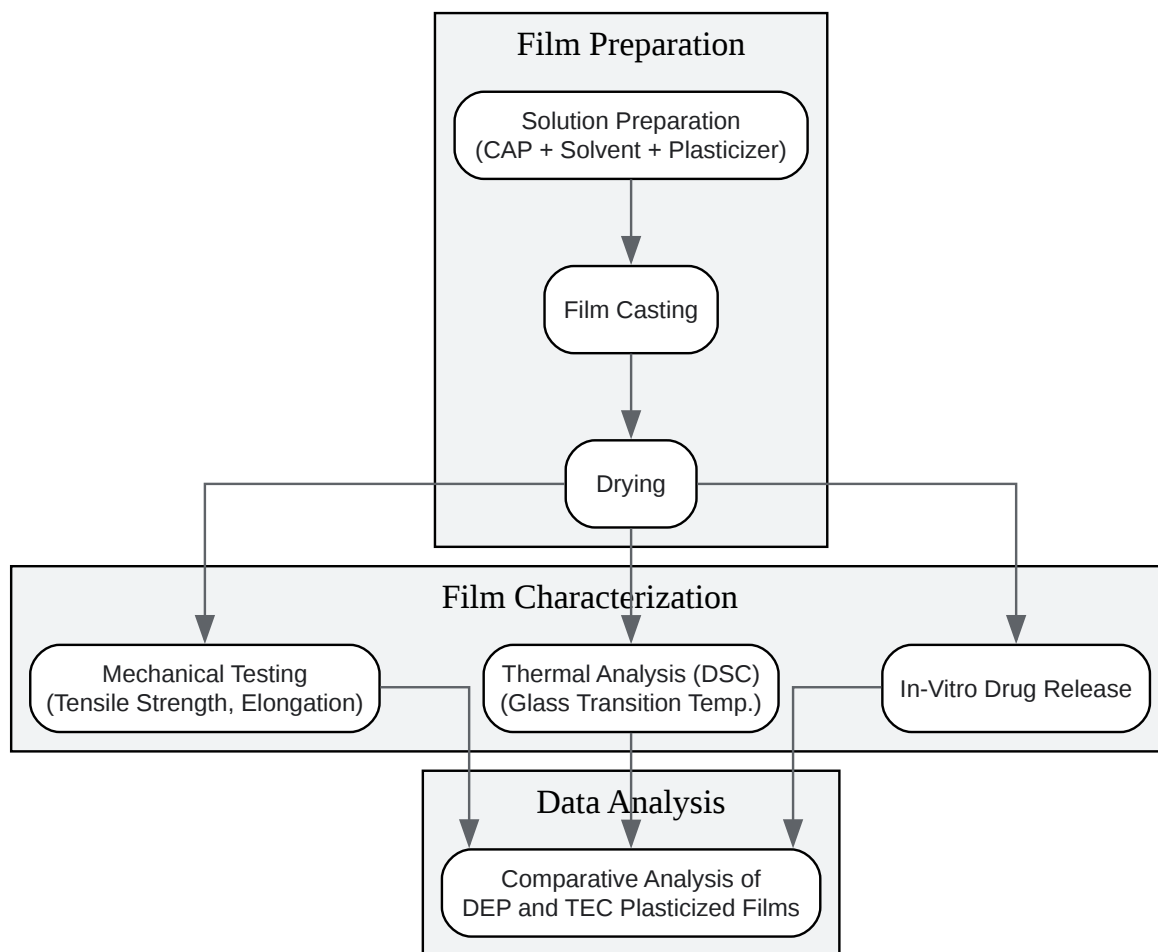 Film Preparation
Solution Preparation
(CAP + Solvent + Plasticizer)
Film Casting
Drying
Film Characterization
Mechanical Testing
(Tensile Strength, Elongation)
Thermal Analysis (DSC)
(Glass Transition Temp.)
In-Vitro Drug Release
Data Analysis
Comparative Analysis of
DEP and TEC Plasticized Films